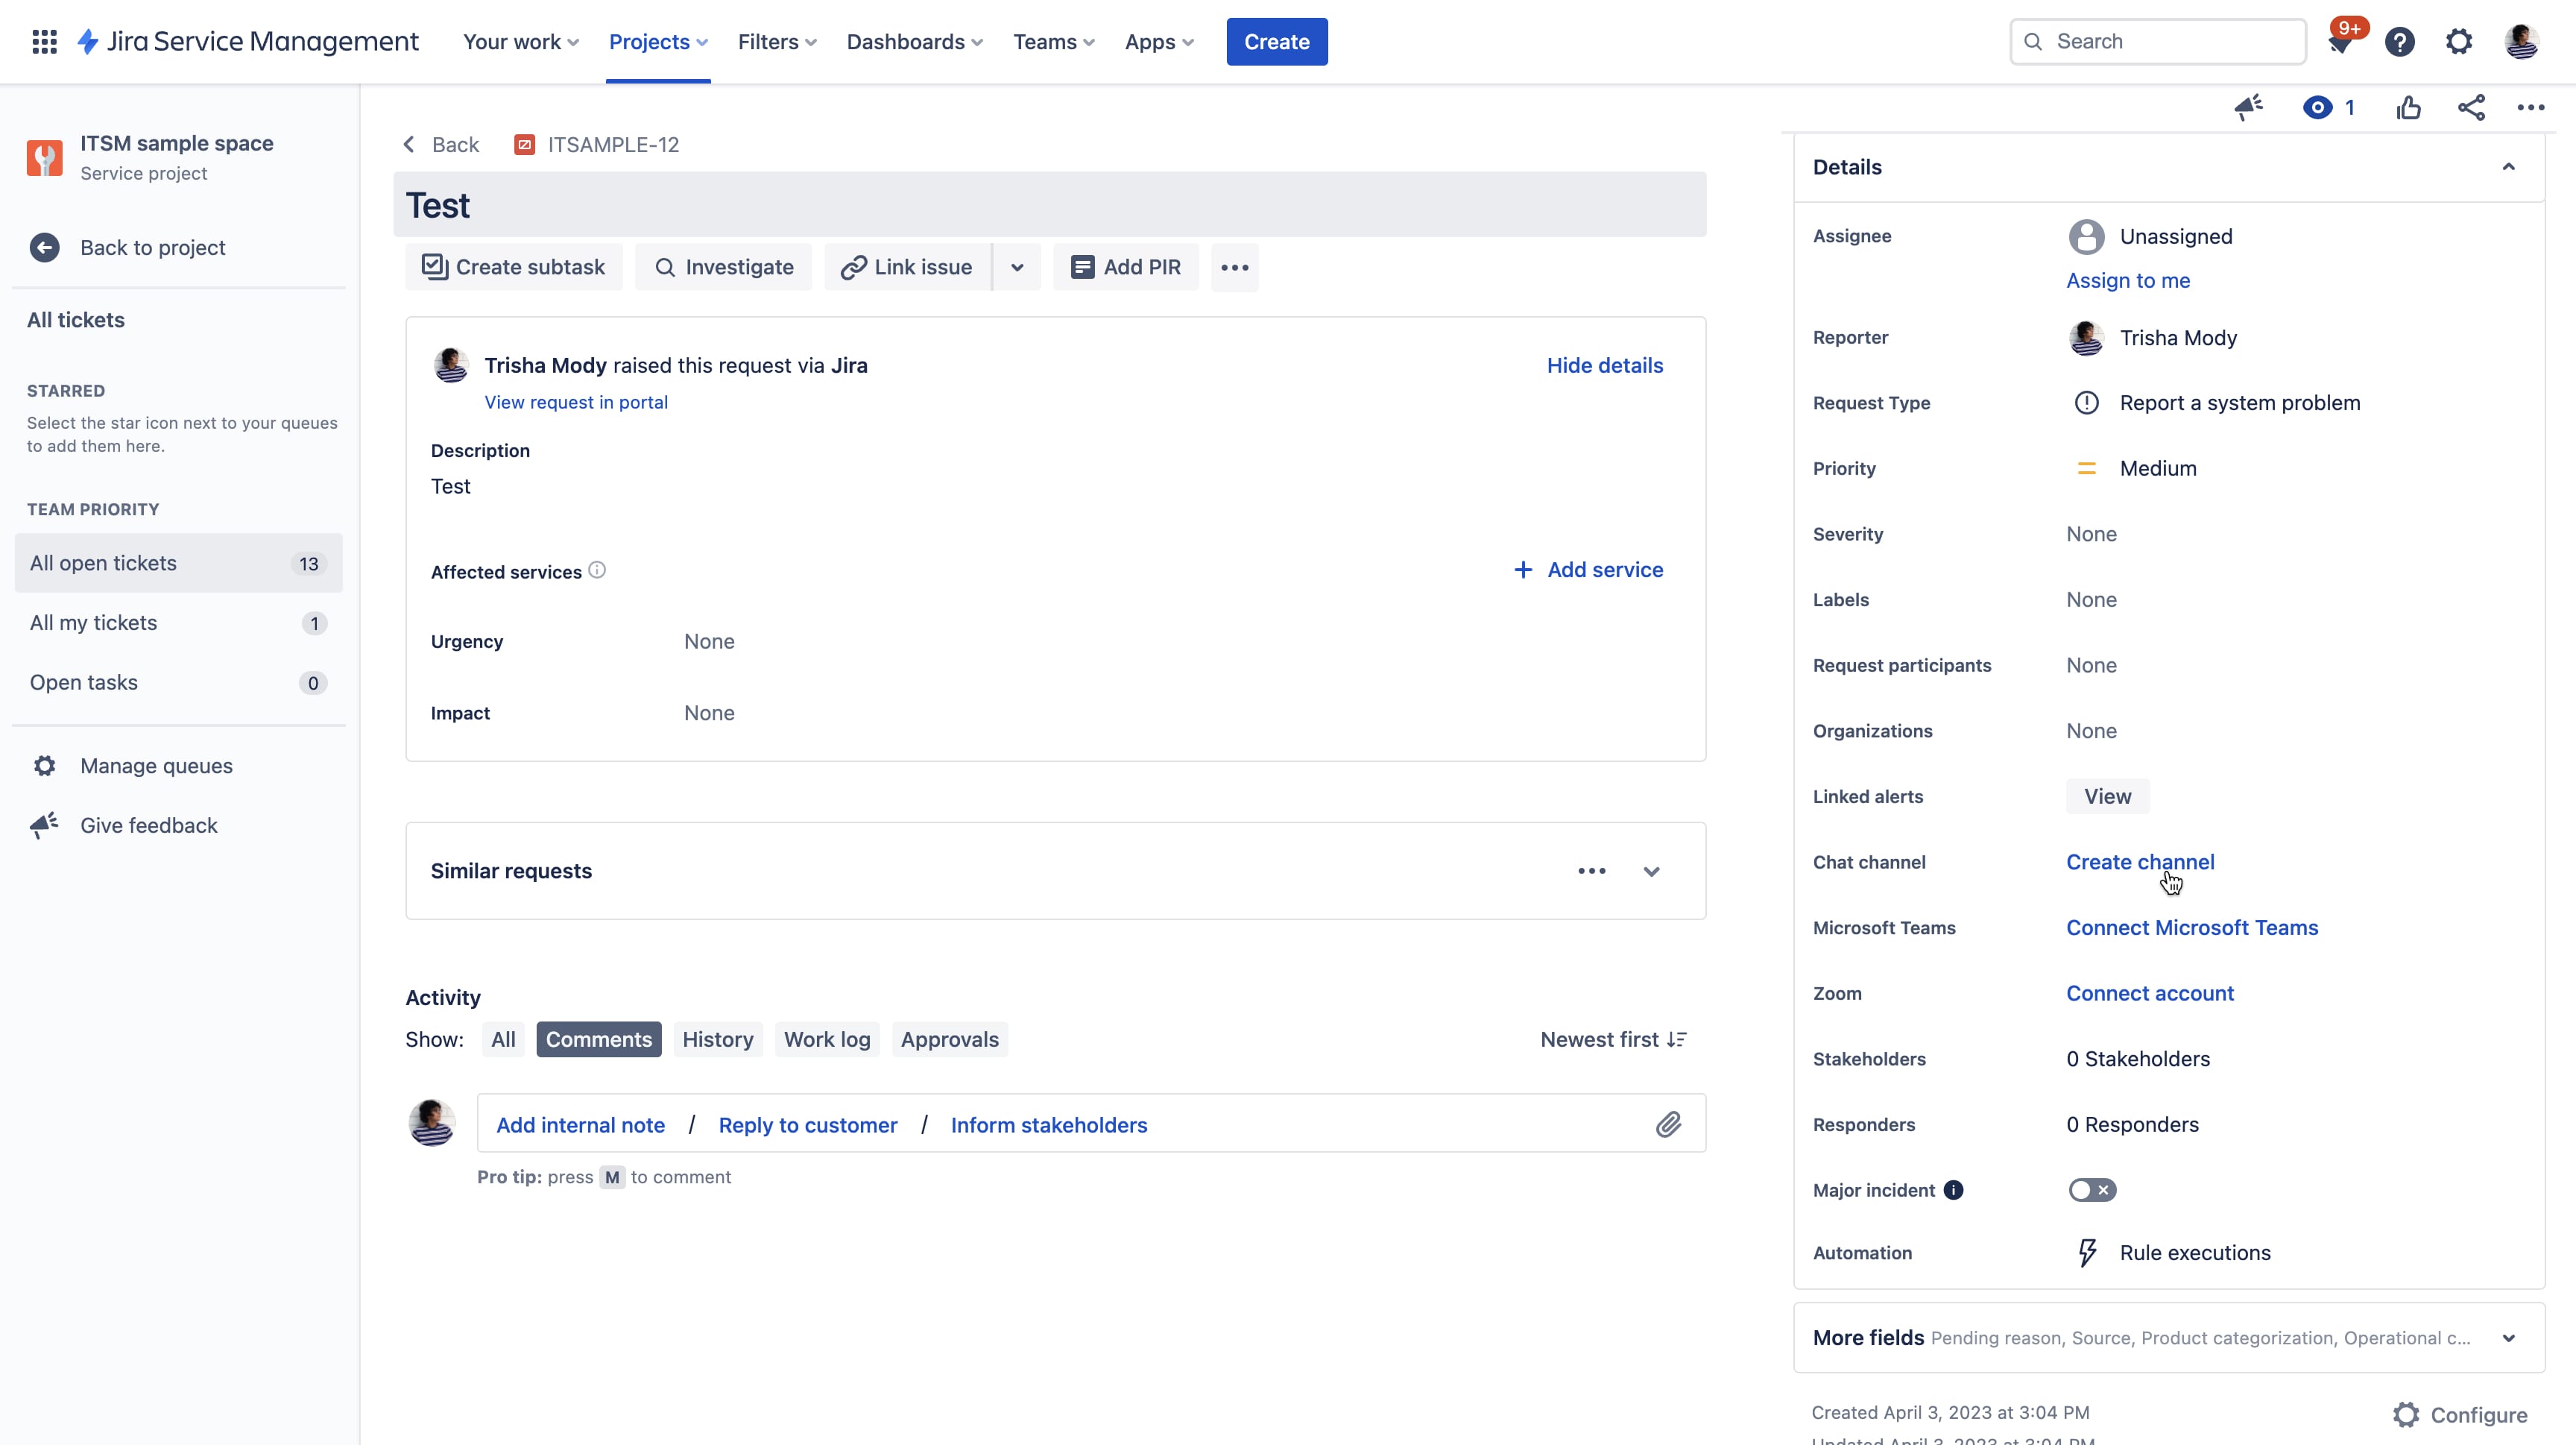 Jira Service Management
Your work
Projects
Filters
Dashboards
Teams
Apps
Create
Search
9+
ITSM sample space
Service project
Back to project
All tickets
STARRED
Select the star icon next to your queues
to add them here.
TEAM PRIORITY
All open tickets 13
All my tickets 1
Open tasks 0
Manage queues
Give feedback
Back
ITSAMPLE-12
Test
Create subtask
Investigate
Link issue
Add PIR
Trisha Mody raised this request via Jira
Hide details
View request in portal
Description
Test
Affected services
+ Add service
Urgency None
Impact None
Similar requests
Activity
Show: All Comments History Work log Approvals
Newest first
Add internal note / Reply to customer / Inform stakeholders
Pro tip: press M to comment
1
Details
Assignee Unassigned
Assign to me
Reporter Trisha Mody
Request Type Report a system problem
Priority Medium
Severity None
Labels None
Request participants None
Organizations None
Linked alerts View
Chat channel Create channel
Microsoft Teams Connect Microsoft Teams
Zoom Connect account
Stakeholders 0 Stakeholders
Responders 0 Responders
Major incident
Automation Rule executions
More fields Pending reason, Source, Product categorization, Operational c...
Created April 3, 2023 at 3:04 PM
Configure
Updated April 3, 2023 at 3:04 PM